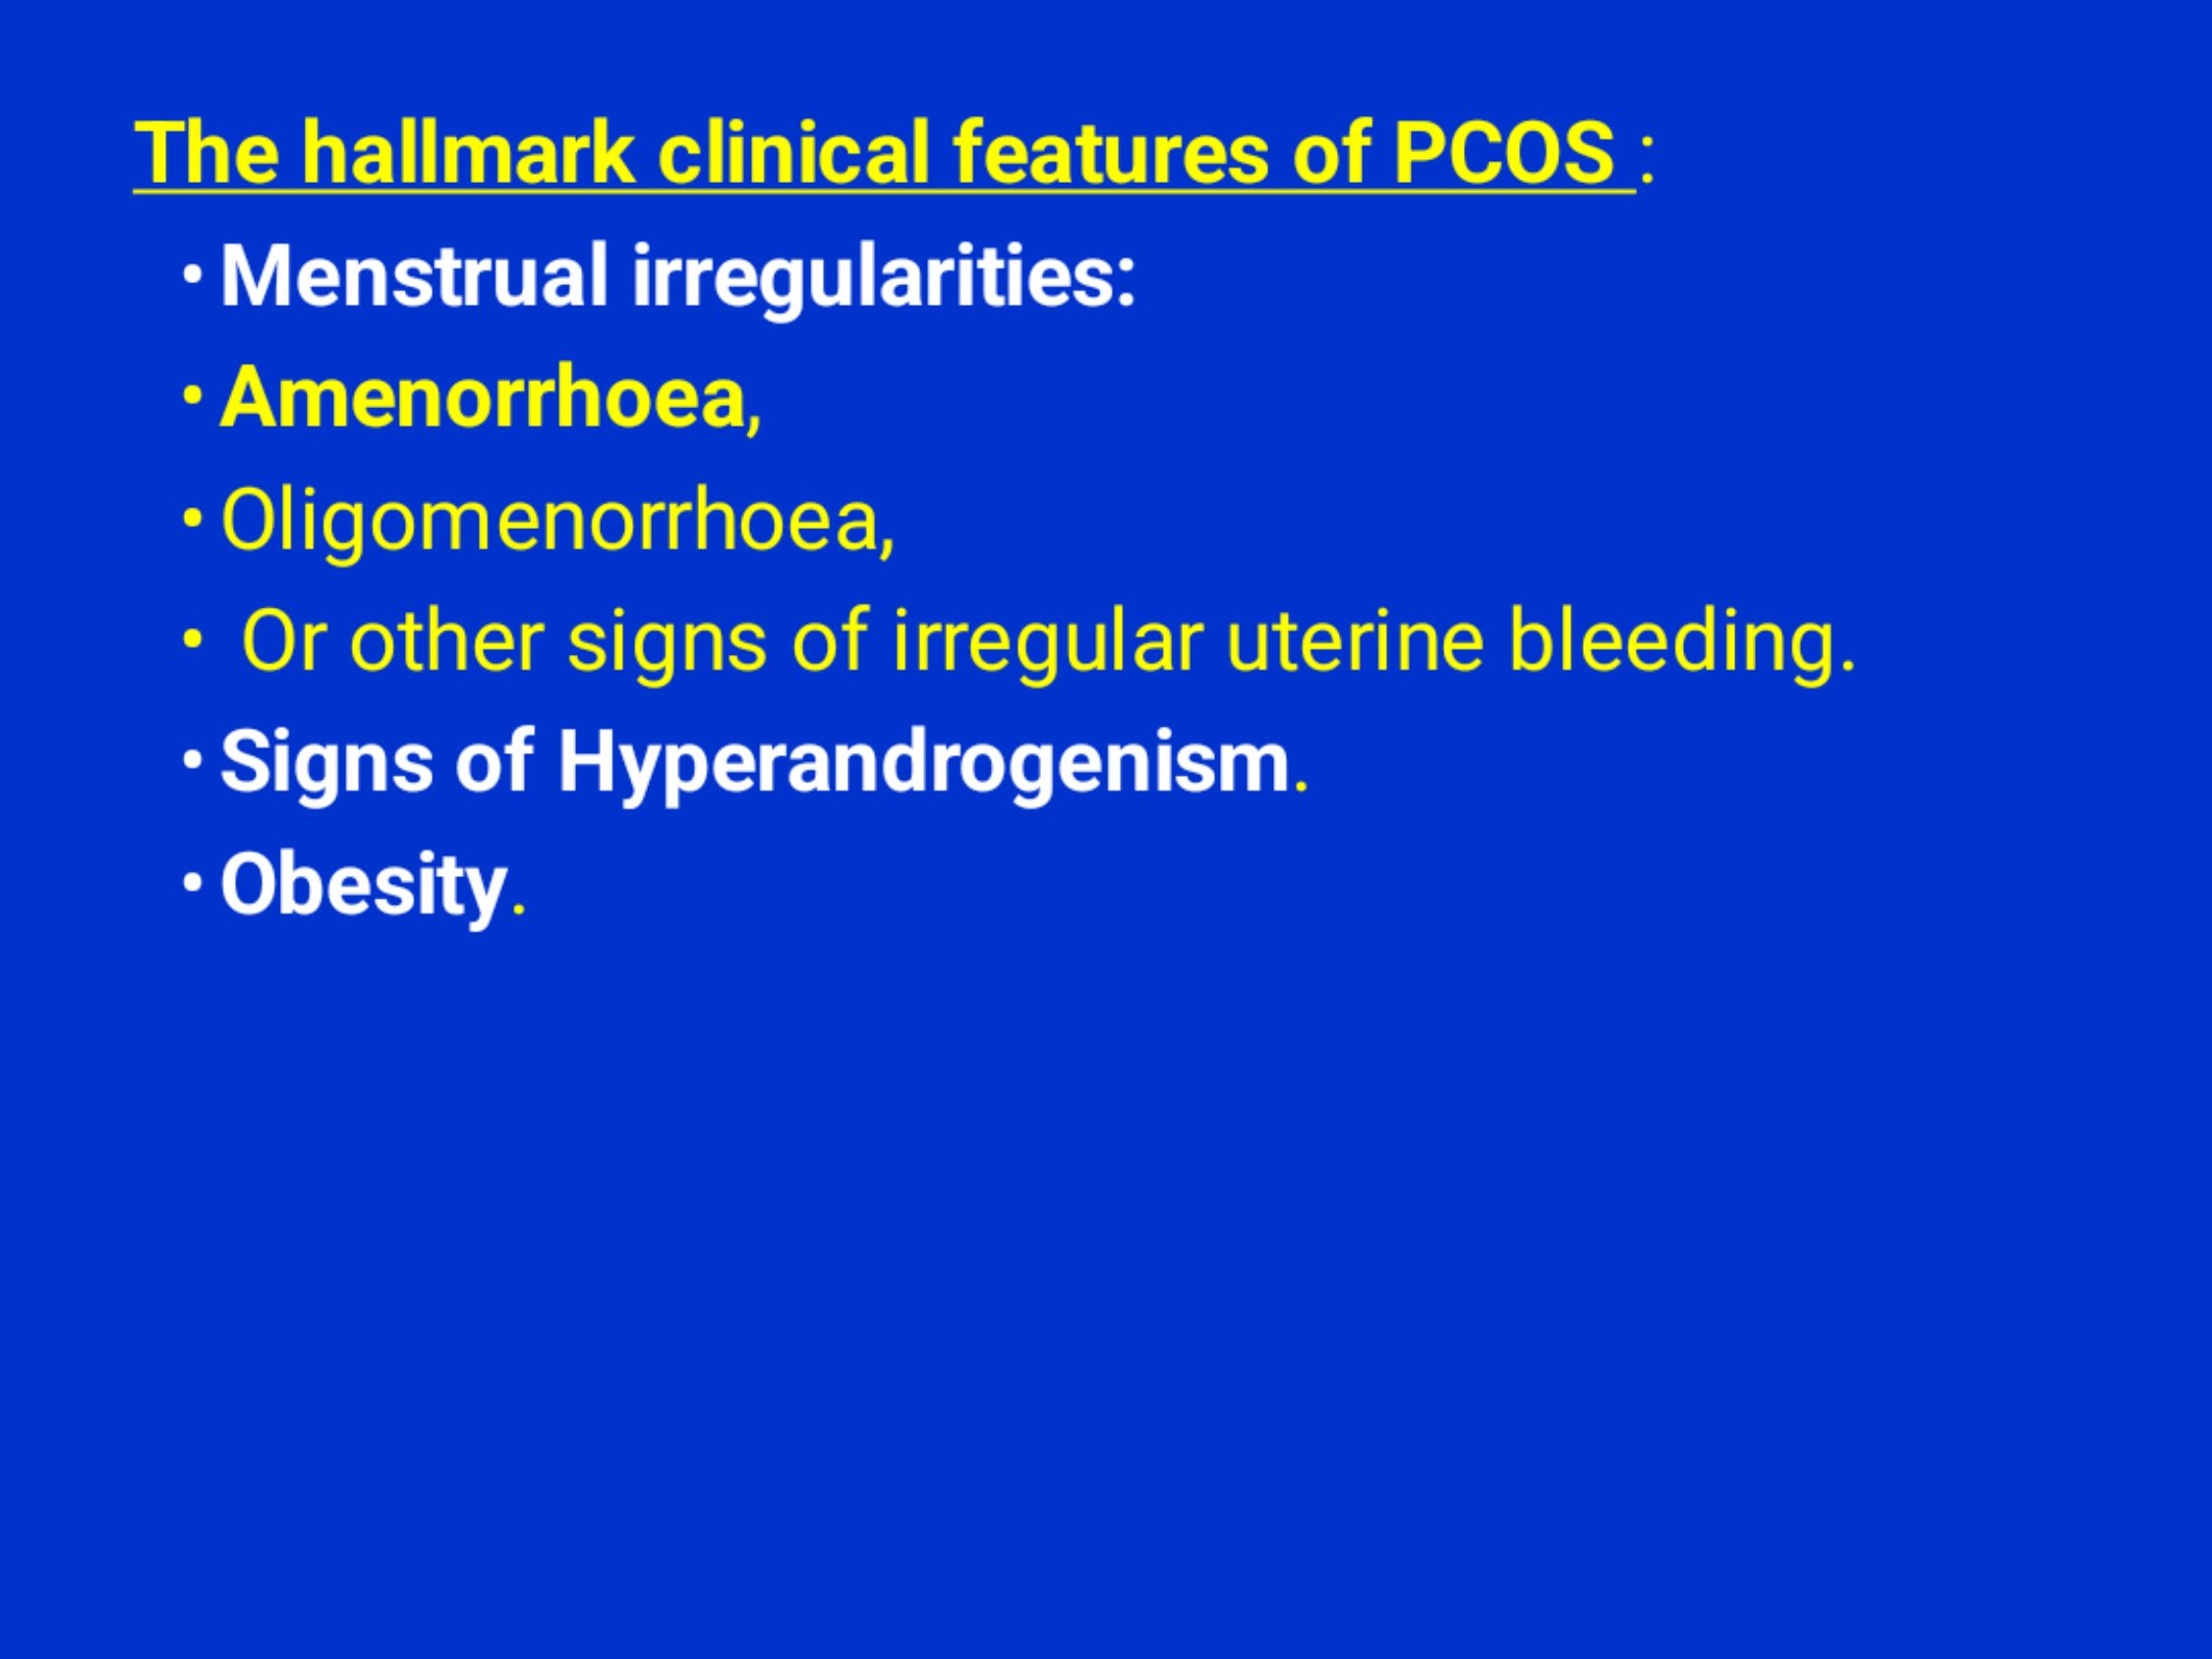 The hallmark clinical features of PCOS :
• Menstrual irregularities:
• Amenorrhoea,
• Oligomenorrhoea,
• Or other signs of irregular uterine bleeding.
• Signs of Hyperandrogenism.
• Obesity.